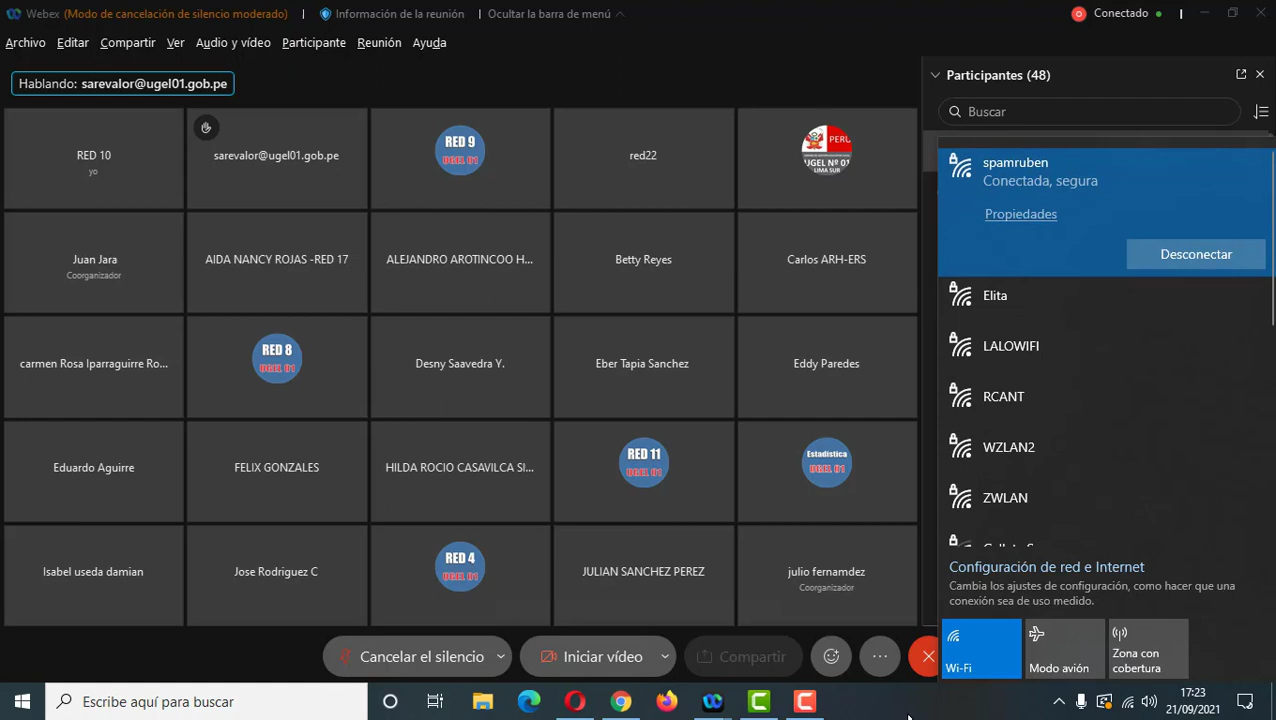 Webex (Modo de cancelación de silencio moderado) | Información de la reunión | Ocultar la barra de menú
Conectado
Archivo Editar Compartir Ver Audio y vídeo Participante Reunión Ayuda
Hablando: sarevalor@ugel01.gob.pe
Participantes (48)
Buscar
RED 10
yo
sarevalor@ugel01.gob.pe
RED 9
UGEL 01
red22
PERU
UGEL Nº 01
LIMA SUR
Juan Jara
Coorganizador
AIDA NANCY ROJAS -RED 17
ALEJANDRO AROTINCOO H...
Betty Reyes
Carlos ARH-ERS
carmen Rosa Iparraguirre Ro...
RED 8
UGEL 01
Desny Saavedra Y.
Eber Tapia Sanchez
Eddy Paredes
Eduardo Aguirre
FELIX GONZALES
HILDA ROCIO CASAVILCA SI...
RED 11
UGEL 01
Estadística
UGEL 01
Isabel useda damian
Jose Rodriguez C
RED 4
UGEL 01
JULIAN SANCHEZ PEREZ
julio fernamdez
Coorganizador
spamruben
Conectada, segura
Propiedades
Desconectar
Elita
LALOWIFI
RCANT
WZLAN2
ZWLAN
Configuración de red e Internet
Cambia los ajustes de configuración, como hacer que una
conexión sea de uso medido.
Wi-Fi
Modo avión
Zona con
cobertura
Cancelar el silencio
Iniciar vídeo
Compartir
Escribe aquí para buscar
17:23
21/09/2021